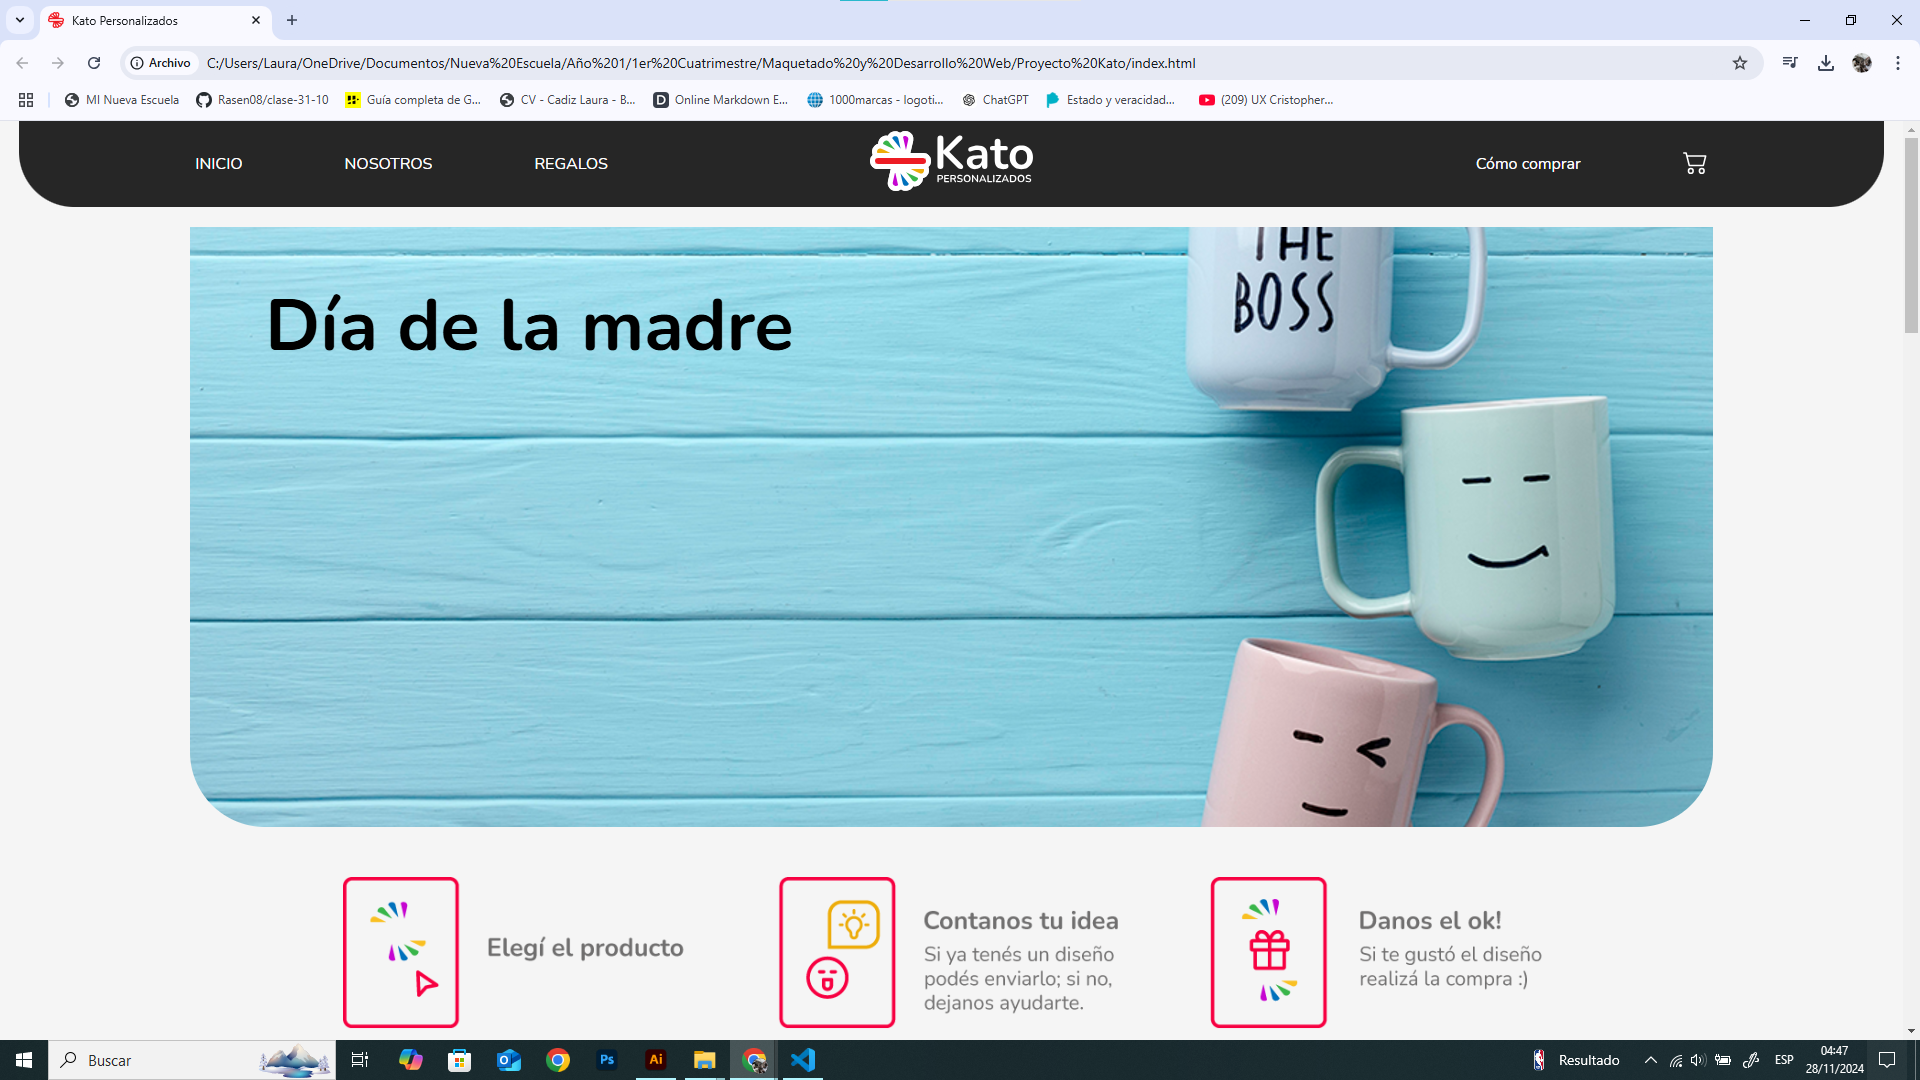 Kato Personalizados
Archivo
C:/Users/Laura/OneDrive/Documentos/Nueva%20Escuela/Año%201/1er%20Cuatrimestre/Maquetado%20y%20Desarrollo%20Web/Proyecto%20Kato/index.html
MI Nueva Escuela
Rasen08/clase-31-10
Guía completa de G...
CV - Cadiz Laura - B...
Online Markdown E...
1000marcas - logoti...
ChatGPT
Estado y veracidad...
(209) UX Cristopher...
INICIO
NOSOTROS
REGALOS
Kato
PERSONALIZADOS
Cómo comprar
THE
BOSS
Día de la madre
Elegí el producto
Contanos tu idea
Si ya tenés un diseño
podés enviarlo; si no,
dejanos ayudarte.
Danos el ok!
Si te gustó el diseño
realizá la compra :)
Buscar
Ps
Ai
Resultado
ESP
04:47
28/11/2024